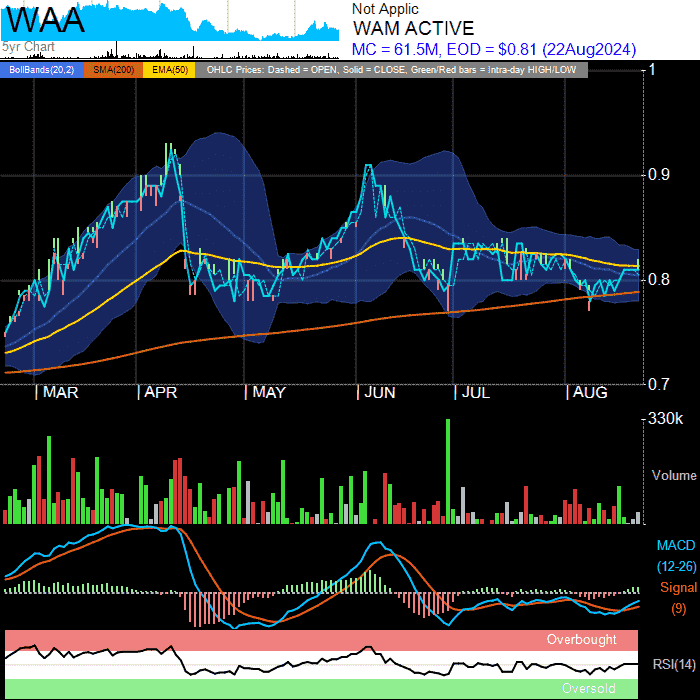 WAA
Not Applic
WAM ACTIVE
5yr Chart
MC = 61.5M, EOD = $0.81 (22Aug2024)
BollBands(20,2) SMA(200) EMA(50) OHLC Prices: Dashed = OPEN, Solid = CLOSE, Green/Red bars = Intra-day HIGH/LOW
1
0.9
0.8
0.7
MAR APR MAY JUN JUL AUG
330k
Volume
MACD
(12-26)
Signal
(9)
Overbought
RSI(14)
Oversold